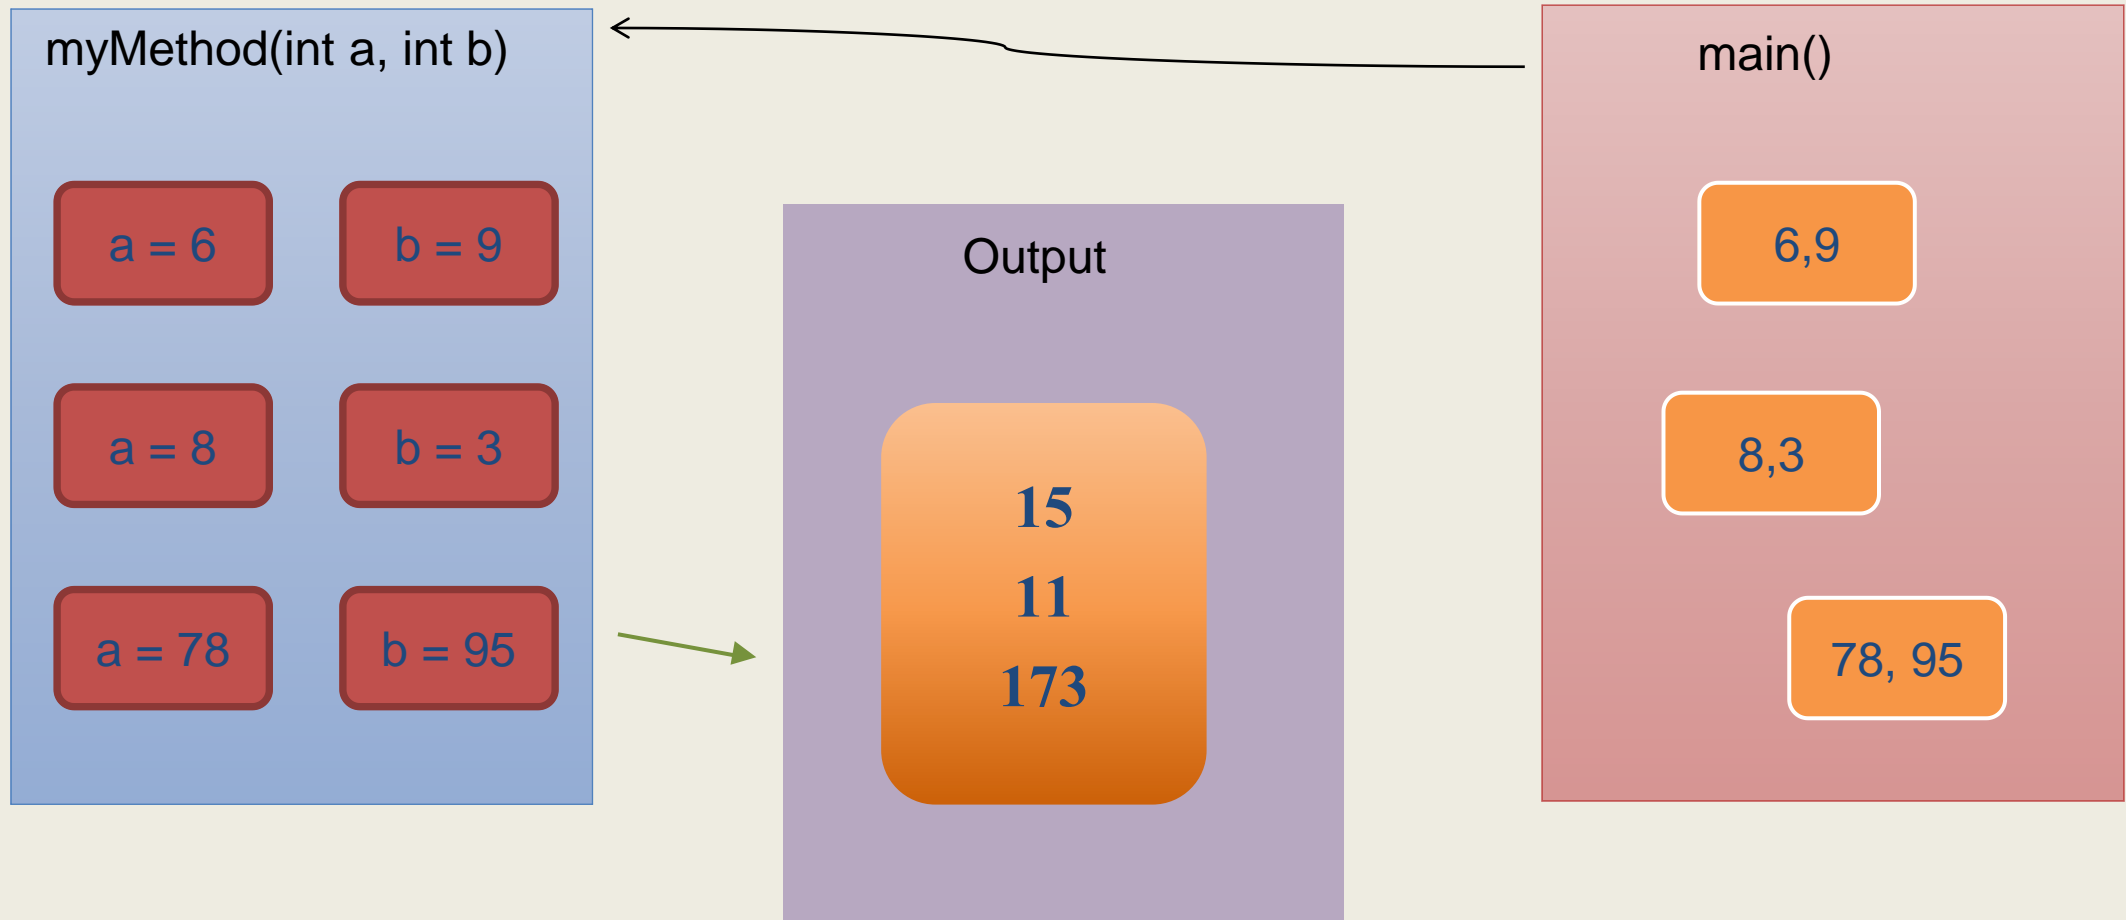 myMethod(int a, int b)
a = 6
b = 9
a = 8
b = 3
a = 78
b = 95
Output
15
11
173
main()
6,9
8,3
78, 95